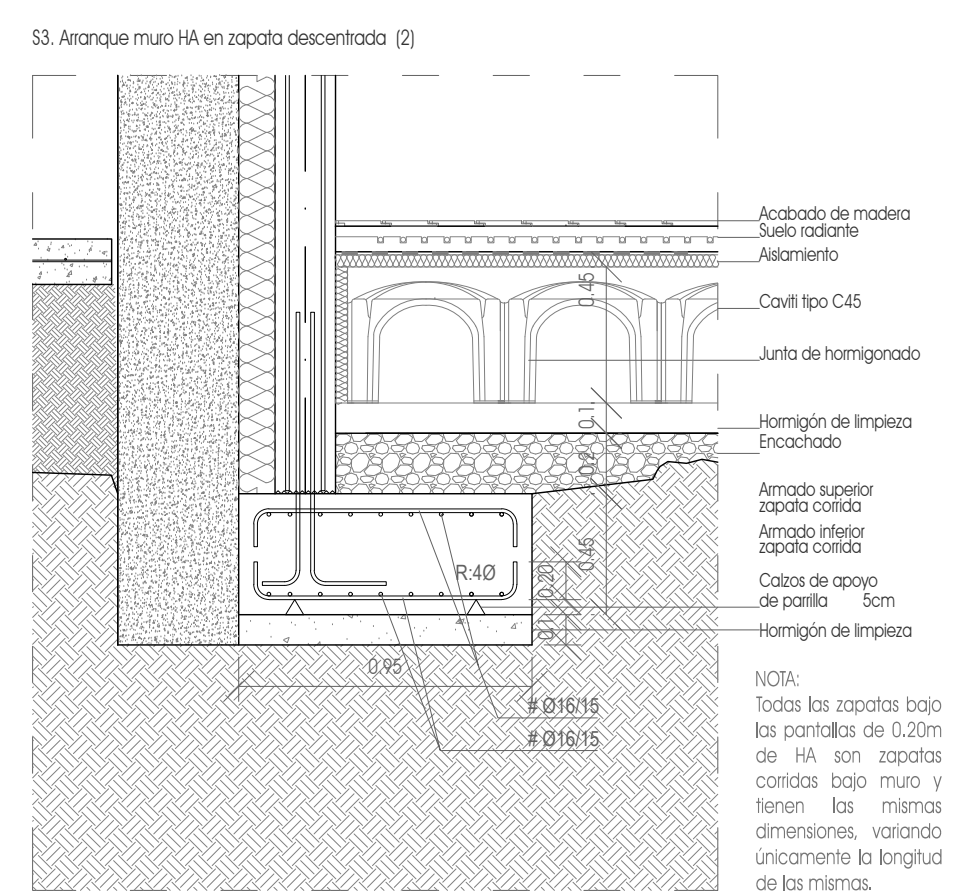 S3. Arranque muro HA en zapata descentrada (2)
Acabado de madera
Suelo radiante
Aislamiento
0.45
Caviti tipo C45
Junta de hormigonado
0.1
Hormigón de limpieza
Encachado
0.2
Armado superior
zapata corrida
Armado inferior
zapata corrida
0.45
R:4Ø
0.20
Calzos de apoyo
de parrilla 5cm
0.1
Hormigón de limpieza
0.95
# Ø16/15
# Ø16/15
NOTA:
Todas las zapatas bajo
las pantallas de 0.20m
de HA son zapatas
corridas bajo muro y
tienen las mismas
dimensiones, variando
únicamente la longitud
de las mismas.